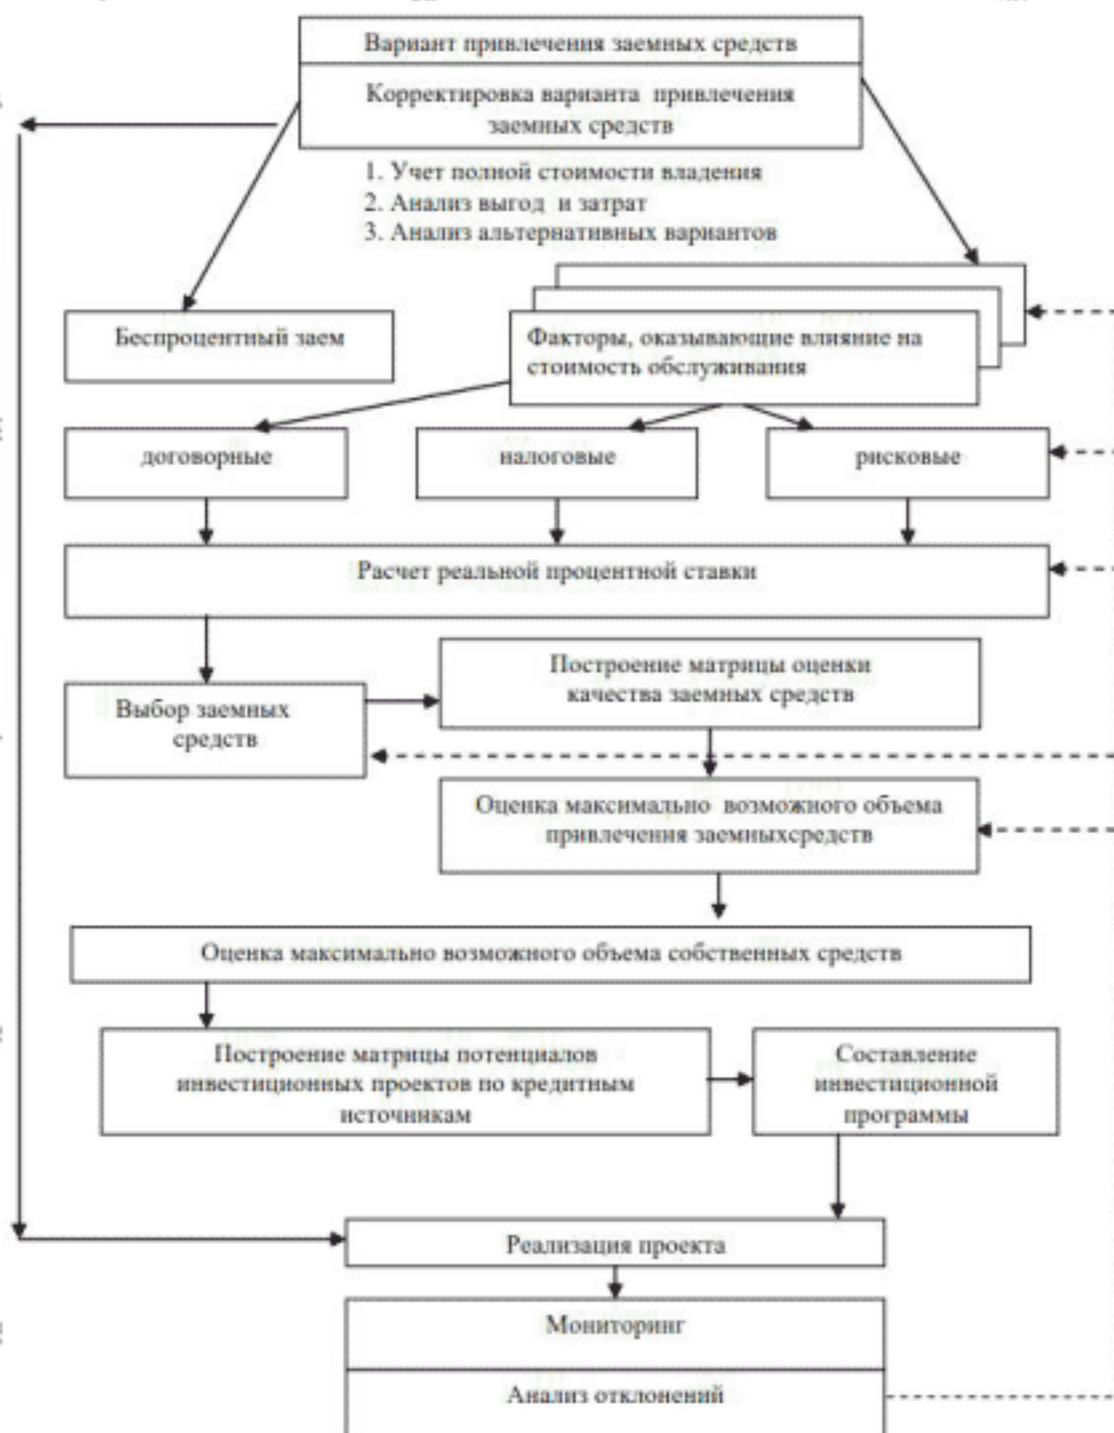 Вариант привлечения заемных средств
Корректировка варианта привлечения
заемных средств
1. Учет полной стоимости владения
2. Анализ выгод и затрат
3. Анализ альтернативных вариантов
Беспроцентный заем
Факторы, оказывающие влияние на
стоимость обслуживания
договорные
налоговые
рисковые
Расчет реальной процентной ставки
Построение матрицы оценки
качества заемных средств
Выбор заемных
средств
Оценка максимально возможного объема
привлечения заемныхсредств
Оценка максимально возможного объема собственных средств
Построение матрицы потенциалов
инвестиционных проектов по кредитным
источникам
Составление
инвестиционной
программы
Реализация проекта
Мониторинг
Анализ отклонений